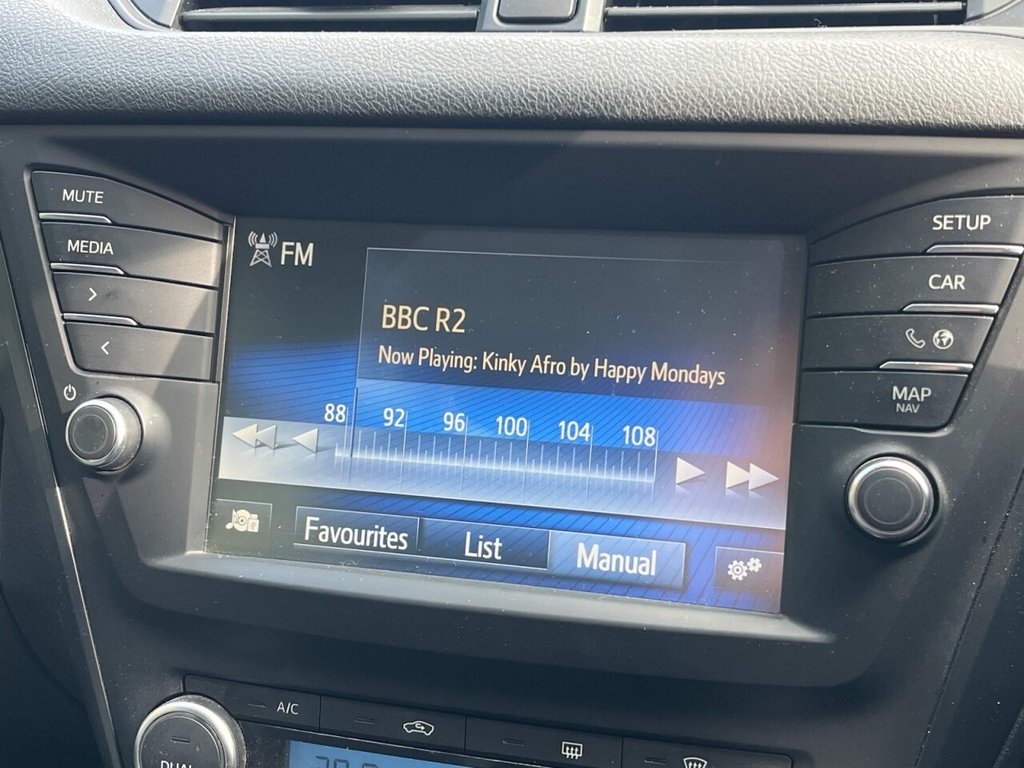 MUTE
MEDIA
SETUP
CAR
MAP
NAV
FM
BBC R2
Now Playing: Kinky Afro by Happy Mondays
88 92 96 100 104 108
Favourites List Manual
A/C
DUAL